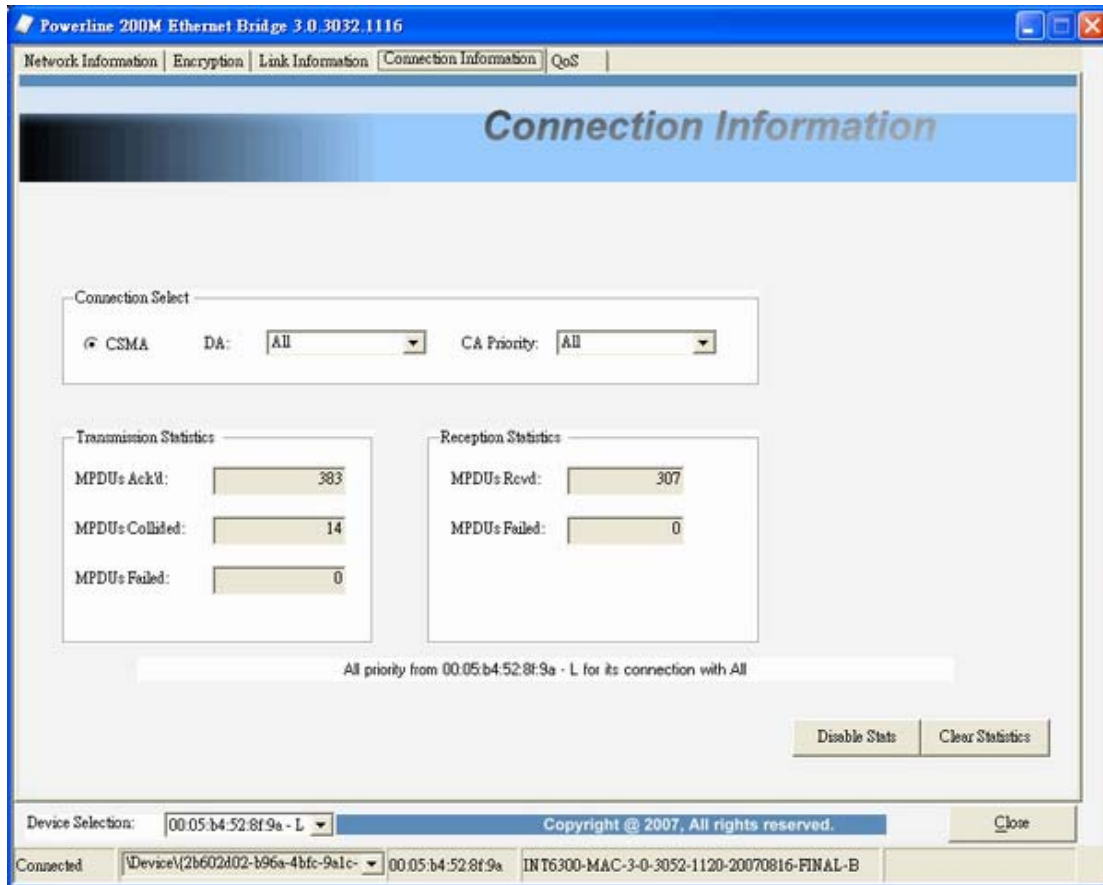 Powerline 200M Ethernet Bridge 3.0.3032.1116
Network Information Encryption Link Information Connection Information QoS
Connection Information
Connection Select
CSMA DA: All CA Priority: All
Transmission Statistics Reception Statistics
MPDUs Ack'd: 383 MPDUs Rcvd: 307
MPDUs Collided: 14 MPDUs Failed: 0
MPDUs Failed: 0
All priority from 00:05:b4:52:8f:9a - L for its connection with All
Disable Stats Clear Statistics
Device Selection: 00:05:b4:52:8f:9a - L Copyright @ 2007, All rights reserved. Close
Connected \Device\{2b602d02-b96a-4bfc-9a1c- 00:05:b4:52:8f:9a INT6300-MAC-3-0-3052-1120-20070816-FINAL-B